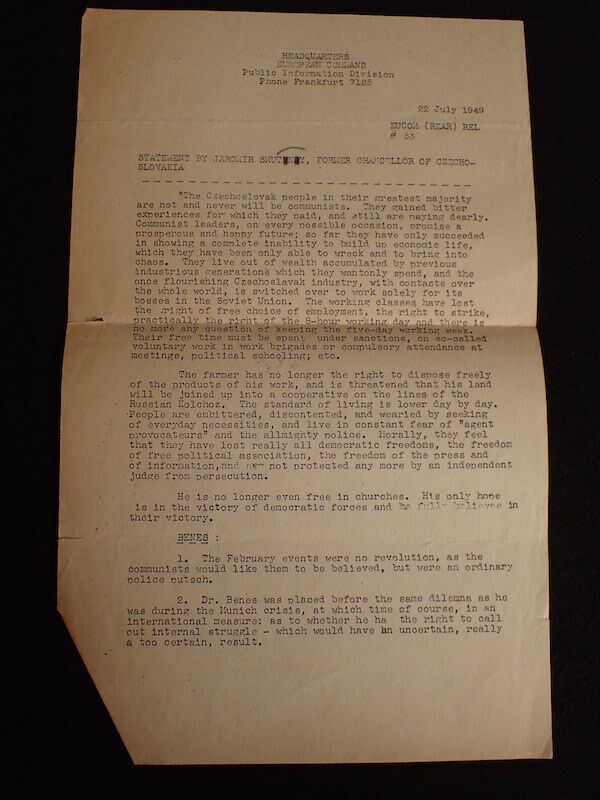 HEADQUARTERS
EUROPEAN COMMAND
Public Information Division
Phone Frankfurt 7125
22 July 1949
EUCOM (REAR) REL
# 53
STATEMENT BY JAROMIR SMUTNEY, FORMER CHANCELLOR OF CZECHO-
SLOVAKIA
"The Czechoslovak people in their greatest majority
are not and never will be communists. They gained bitter
experiences for which they paid, and still are paying dearly.
Communist leaders, on every possible occasion, promise a
prosperous and happy future; so far they have only succeeded
in showing a complete inability to build up economic life,
which they have been only able to wreck and to bring into
chaos. They live out of wealth accumulated by previous
industrious generations which they wantonly spend, and the
once flourishing Czechoslavak industry, with contacts over
the whole world, is switched over to work solely for its
bosses in the Soviet Union. The working classes have lost
the right of free choice of employment, the right to strike,
practically the right of the 8-hour working day and there is
no more any question of keeping the five-day working week.
Their free time must be spent under sanctions, on so-called
voluntary work in work brigades or compulsory attendance at
meetings, political schooling; etc.
The farmer has no longer the right to dispose freely
of the products of his work, and is threatened that his land
will be joined up into a cooperative on the lines of the
Russian Kolchoz. The standard of living is lower day by day.
People are embittered, discontented, and wearied by seeking
of everyday necessities, and live in constant fear of "agent
provocateurs" and the allmighty police. Morally, they feel
that they have lost really all democratic freedoms, the freedom
of free political association, the freedom of the press and
of information, and not protected any more by an independent
judge from persecution.
He is no longer even free in churches. His only hope
is in the victory of democratic forces and he fully believes in
their victory.
BENES :
1. The February events were no revolution, as the
communists would like them to be believed, but were an ordinary
police putsch.
2. Dr. Benes was placed before the same dilemna as he
was during the Munich crisis, at which time of course, in an
international measure: as to whether he ha the right to call
out internal struggle - which would have an uncertain, really
a too certain, result.